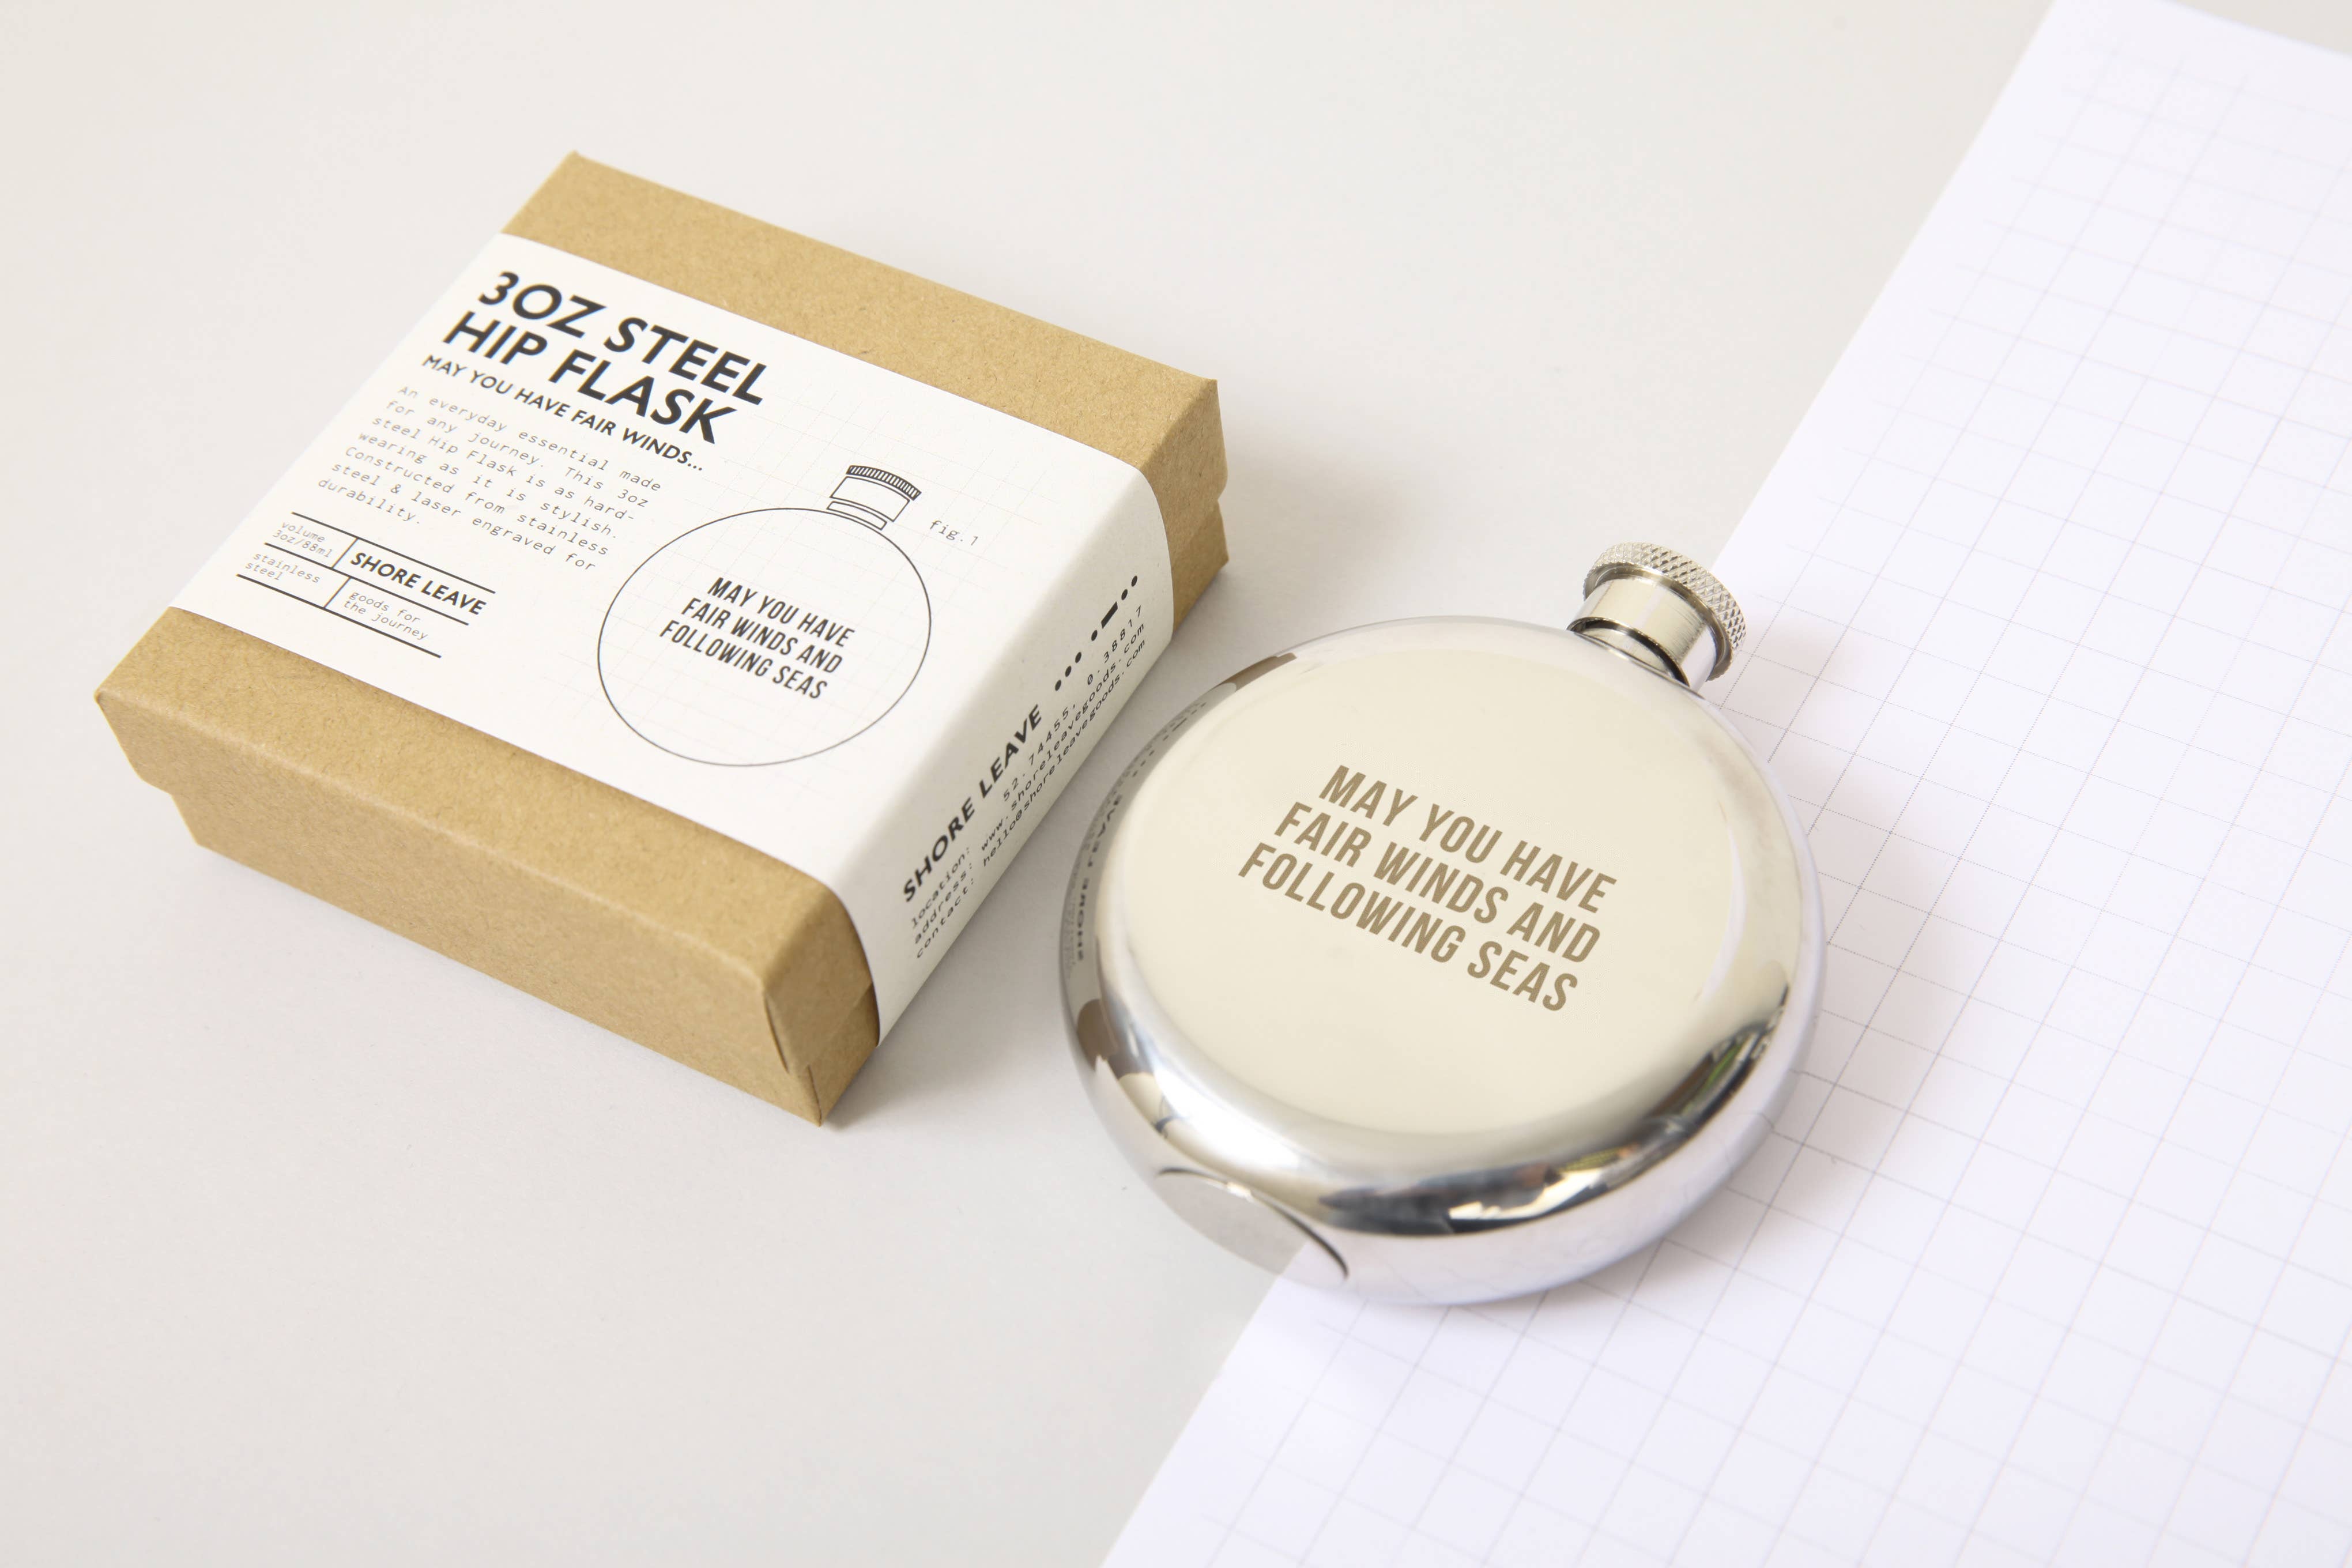 3OZ STEEL
HIP FLASK
MAY YOU HAVE FAIR WINDS...
An everyday essential made
for any journey. This 3oz
steel Hip Flask is as hard-
wearing as it is stylish.
Constructed from stainless
steel & laser engraved for
durability.
volume
3oz/88ml
SHORE LEAVE
stainless
steel
goods for
the journey
fig.1
MAY YOU HAVE
FAIR WINDS AND
FOLLOWING SEAS
SHORE LEAVE
location: 52.74455, 0.38817
address: www.shoreleavegoods.com
contact: hello@shoreleavegoods.com
MAY YOU HAVE
FAIR WINDS AND
FOLLOWING SEAS